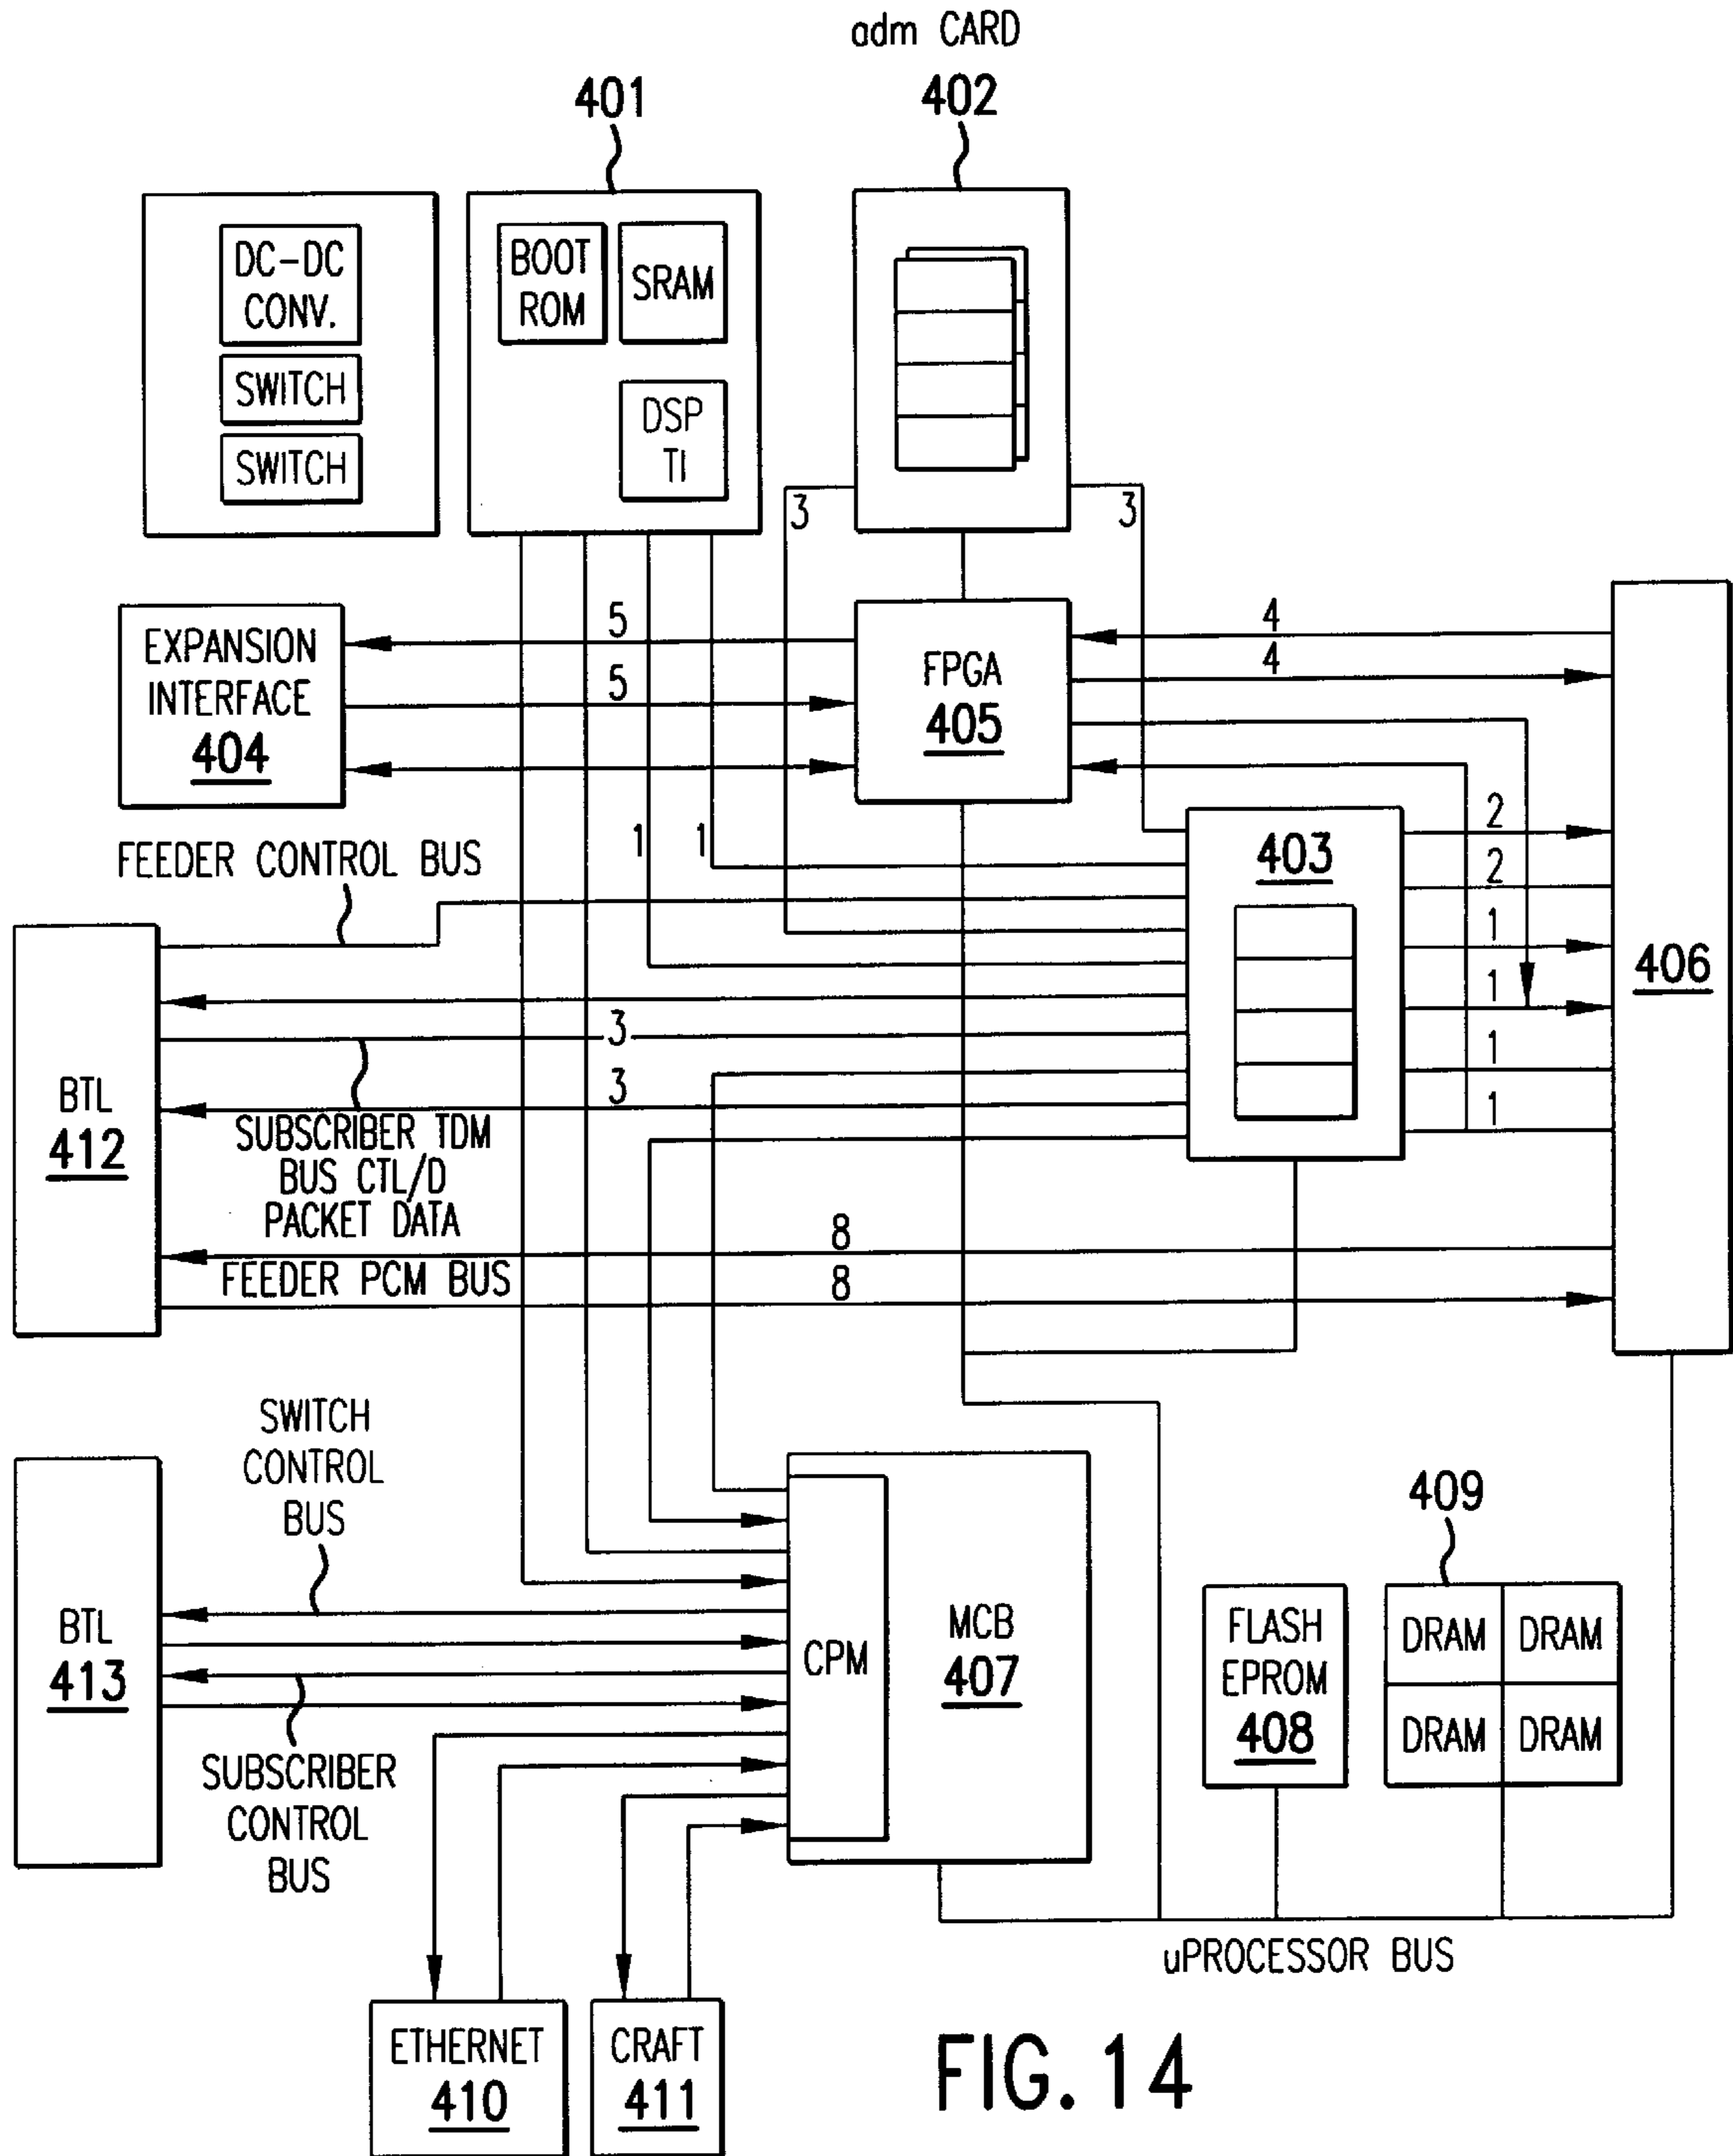 adm CARD
401
402
DC-DC
CONV.
SWITCH
SWITCH
BOOT
ROM
SRAM
DSP
TI
3
3
EXPANSION
INTERFACE
404
5
5
FPGA
405
4
4
1
1
403
2
2
1
1
1
1
406
FEEDER CONTROL BUS
BTL
412
3
3
SUBSCRIBER TDM
BUS CTL/D
PACKET DATA
8
FEEDER PCM BUS
8
SWITCH
CONTROL
BUS
BTL
413
SUBSCRIBER
CONTROL
BUS
CPM
MCB
407
FLASH
EPROM
408
409
DRAM
DRAM
DRAM
DRAM
uPROCESSOR BUS
ETHERNET
410
CRAFT
411
FIG. 14